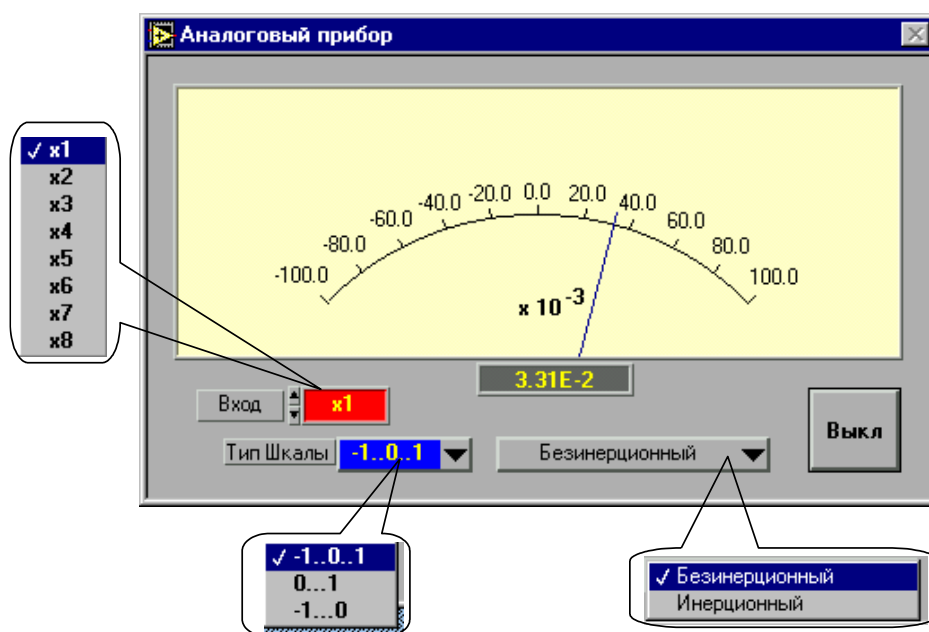 Аналоговый прибор
✓ x1
x2
x3
x4
x5
x6
x7
x8
-100.0 -80.0 -60.0 -40.0 -20.0 0.0 20.0 40.0 60.0 80.0 100.0
x 10 -3
3.31E-2
Вход x1
Выкл
Тип Шкалы -1..0..1 Безинерционный
✓ -1..0..1
0...1
-1...0
✓ Безинерционный
Инерционный